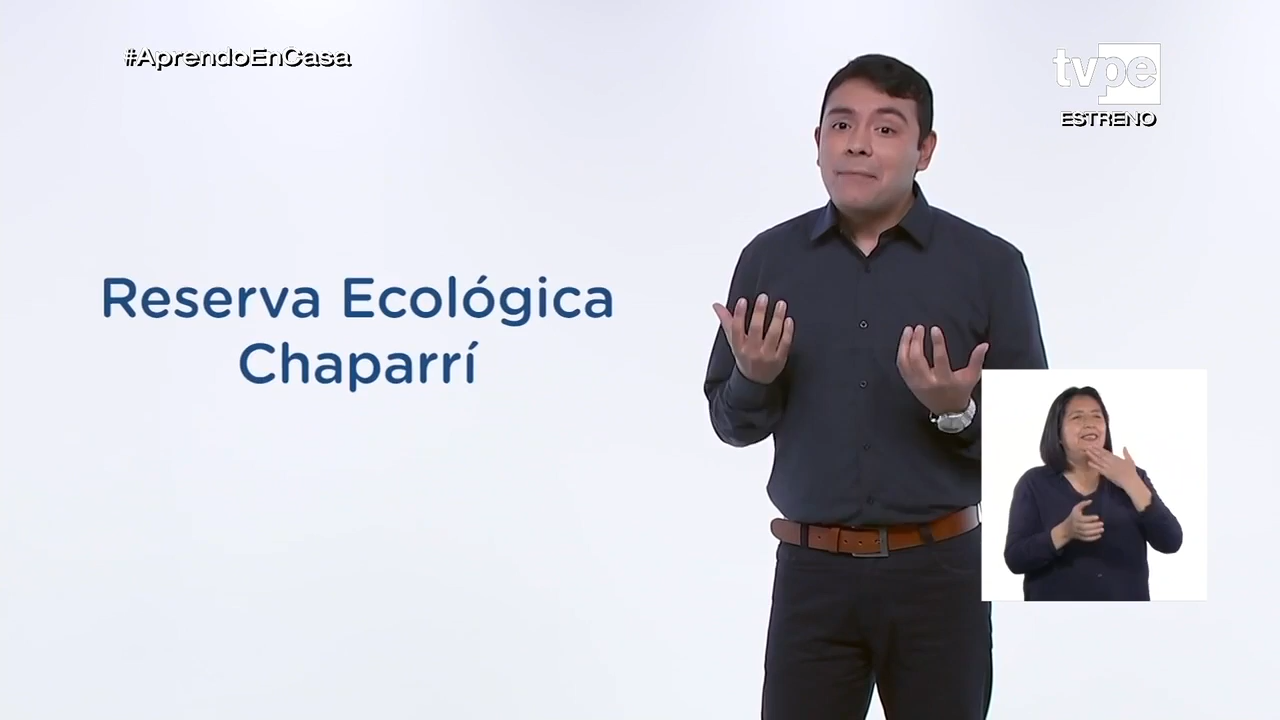 #AprendoEnCasa
tvpe
ESTRENO
Reserva Ecológica
Chaparrí